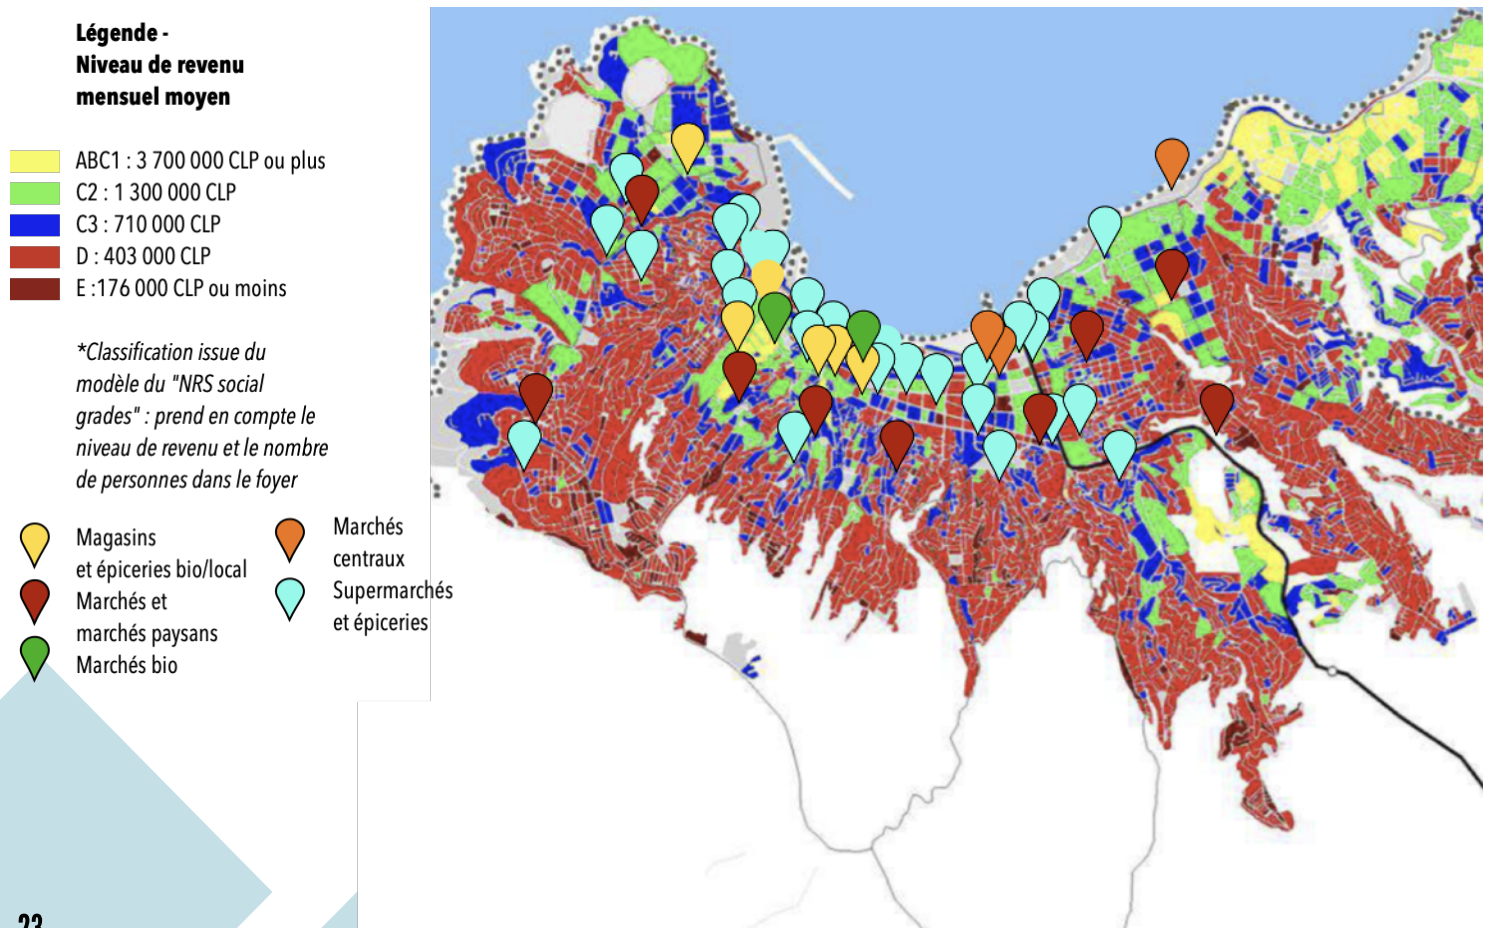 Légende -
Niveau de revenu
mensuel moyen
ABC1 : 3 700 000 CLP ou plus
C2 : 1 300 000 CLP
C3 : 710 000 CLP
D : 403 000 CLP
E :176 000 CLP ou moins
*Classification issue du
modèle du "NRS social
grades" : prend en compte le
niveau de revenu et le nombre
de personnes dans le foyer
Magasins
et épiceries bio/local
Marchés et
marchés paysans
Marchés bio
Marchés
centraux
Supermarchés
et épiceries
23